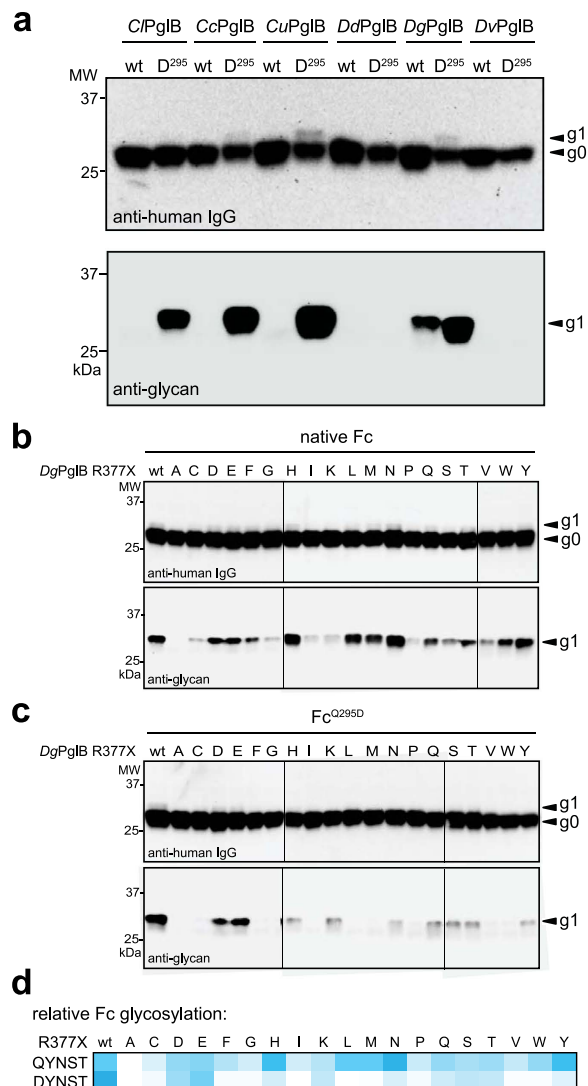 a
ClPglB CcPglB CuPglB DdPglB DgPglB DvPglB
wt D295 wt D295 wt D295 wt D295 wt D295 wt D295
MW
37
g1
g0
25
anti-human IgG
37
g1
25
kDa
anti-glycan
b
native Fc
DgPglB R377X wt A C D E F G H I K L M N P Q S T V W Y
MW
37
g1
g0
25
anti-human IgG
37
g1
25
kDa
anti-glycan
c
FcQ295D
DgPglB R377X wt A C D E F G H I K L M N P Q S T V W Y
MW
37
g1
g0
25
anti-human IgG
37
g1
25
kDa
anti-glycan
d
relative Fc glycosylation:
R377X wt A C D E F G H I K L M N P Q S T V W Y
QYNST
DYNST